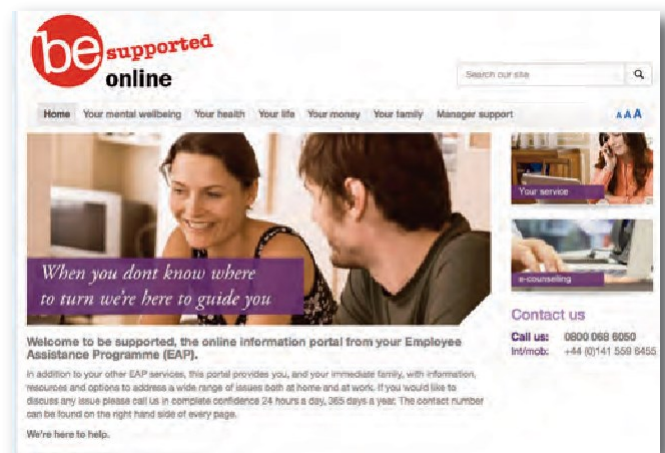 be supported
online
Search our site
Home Your mental wellbeing Your health Your life Your money Your family Manager support A A A
When you dont know where
to turn we're here to guide you
Your service
e-counselling
Contact us
Call us: 0800 068 6050
Int/mob: +44 (0)141 559 6455
Welcome to be supported, the online information portal from your Employee
Assistance Programme (EAP).
In addition to your other EAP services, this portal provides you, and your immediate family, with information,
resources and options to address a wide range of issues both at home and at work. If you would like to
discuss any issue please call us in complete confidence 24 hours a day, 365 days a year. The contact number
can be found on the right hand side of every page.
We're here to help.